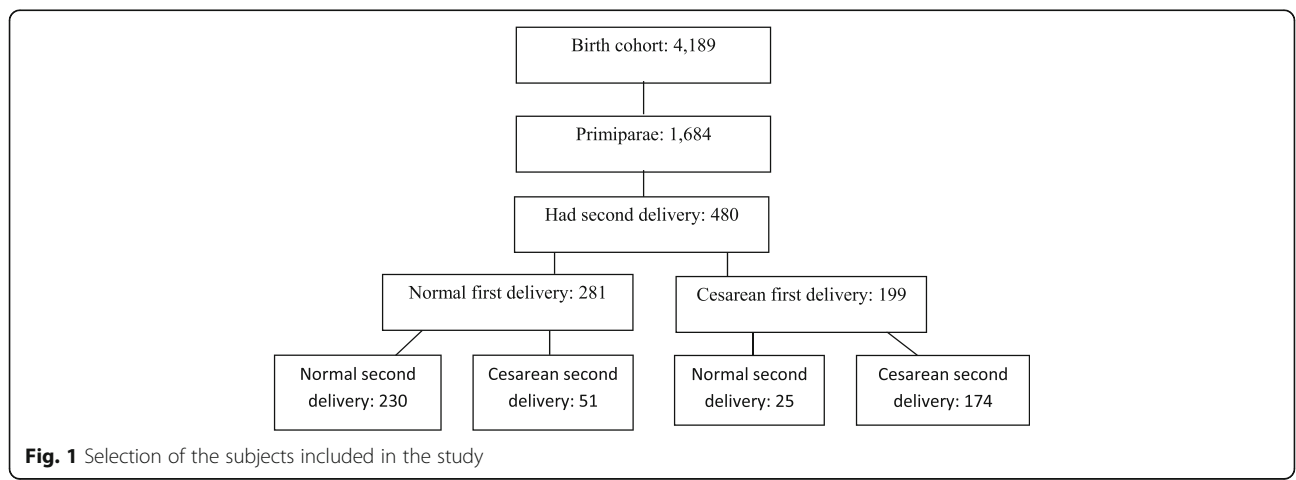 Birth cohort: 4,189
Primiparae: 1,684
Had second delivery: 480
Normal first delivery: 281
Cesarean first delivery: 199
Normal second
delivery: 230
Cesarean second
delivery: 51
Normal second
delivery: 25
Cesarean second
delivery: 174
Fig. 1 Selection of the subjects included in the study